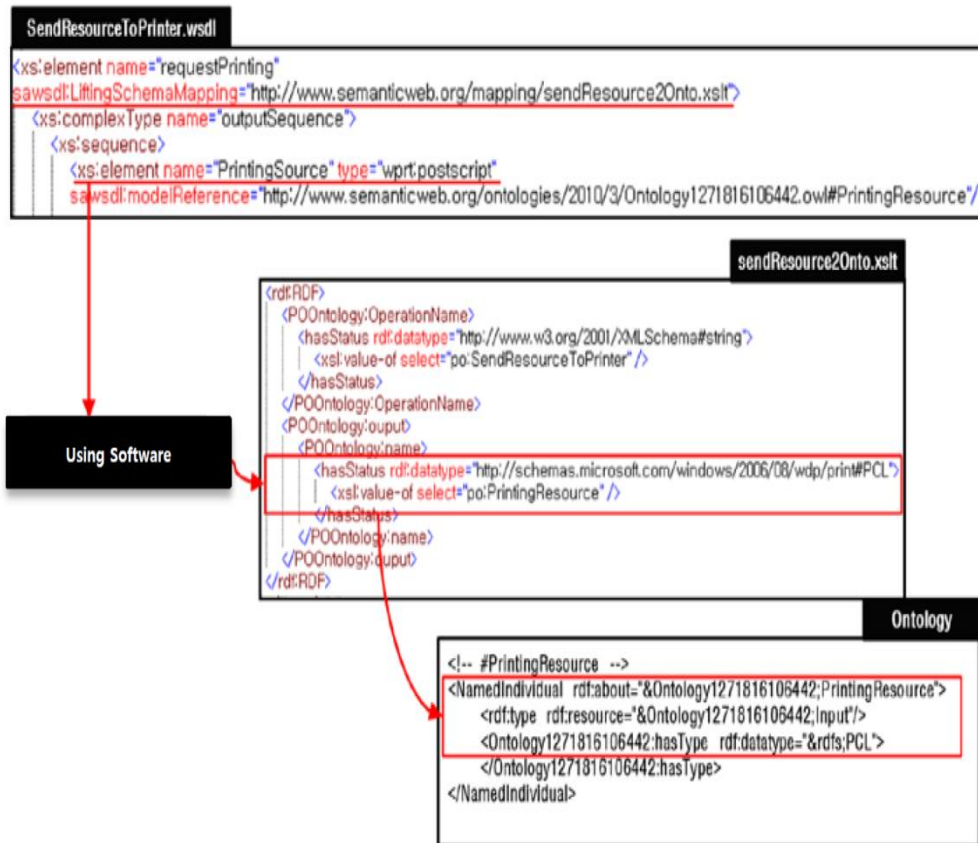 SendResourceToPrinter.wsdl
<xs:element name="requestPrinting"
sawsdl:LiftingSchemaMapping="http://www.semanticweb.org/mapping/sendResource2Onto.xslt">
<xs:complexType name="outputSequence">
<xs:sequence>
<xs:element name="PrintingSource" type="wprt:postscript"
sawsdl:modelReference="http://www.semanticweb.org/ontologies/2010/3/Ontology1271816106442.owl#PrintingResource"/
sendResource2Onto.xslt
<rdf:RDF>
<POOntology:OperationName>
<hasStatus rdf:datatype="http://www.w3.org/2001/XMLSchema#string">
<xsl:value-of select="po:SendResourceToPrinter" />
</hasStatus>
</POOntology:OperationName>
<POOntology:ouput>
<POOntology:name>
<hasStatus rdf:datatype="http://schemas.microsoft.com/windows/2006/08/wdp/print#PCL">
<xsl:value-of select="po:PrintingResource" />
</hasStatus>
</POOntology:name>
</POOntology:ouput>
</rdf:RDF>
Using Software
Ontology
<!-- #PrintingResource -->
<NamedIndividual rdf:about="&Ontology1271816106442;PrintingResource">
<rdf:type rdf:resource="&Ontology1271816106442;Input"/>
<Ontology1271816106442:hasType rdf:datatype="&rdfs;PCL">
</Ontology1271816106442:hasType>
</NamedIndividual>